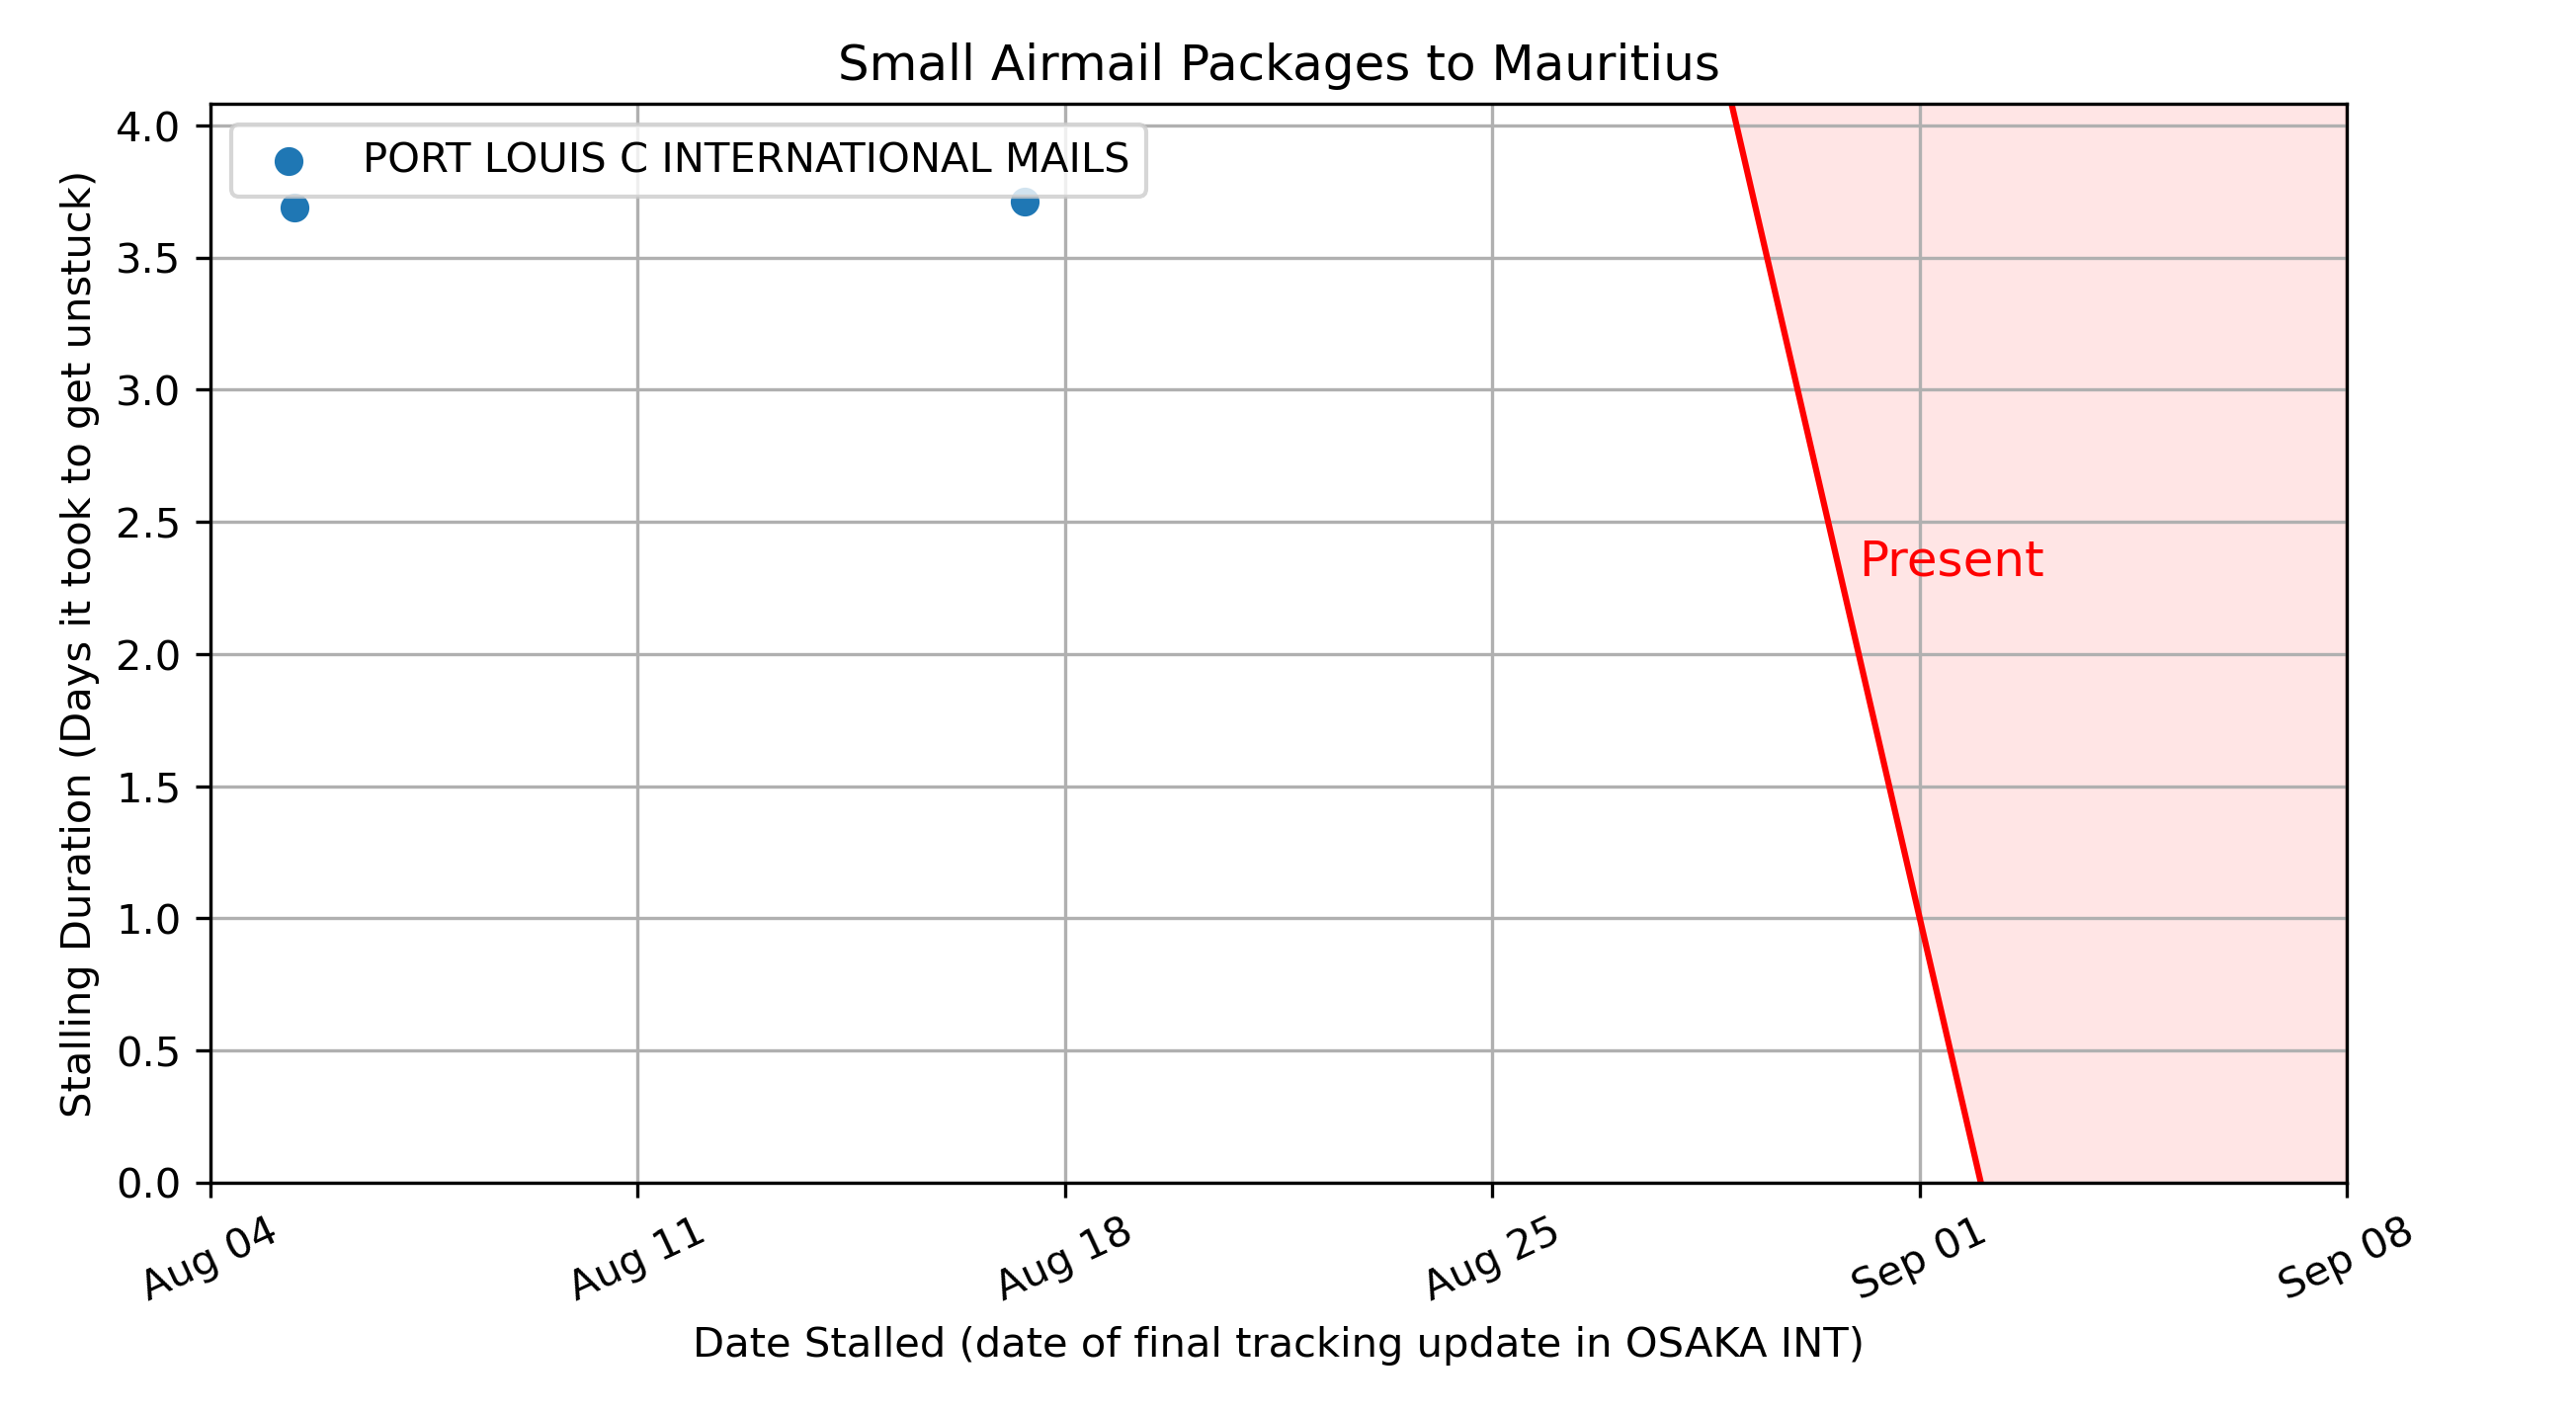 Small Airmail Packages to Mauritius
PORT LOUIS C INTERNATIONAL MAILS
Stalling Duration (Days it took to get unstuck)
4.0
3.5
3.0
2.5
2.0
1.5
1.0
0.5
0.0
Present
Aug 04
Aug 11
Aug 18
Aug 25
Sep 01
Sep 08
Date Stalled (date of final tracking update in OSAKA INT)